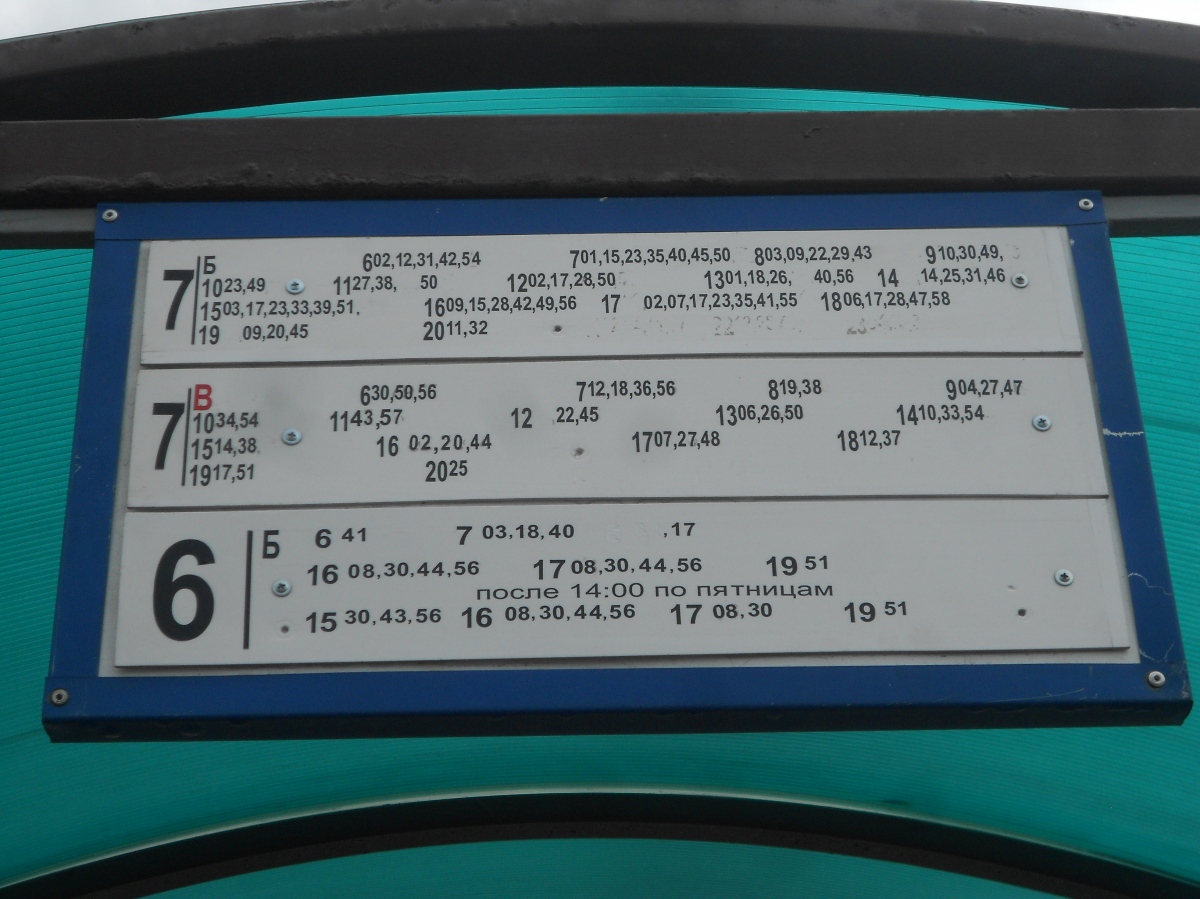 7 Б 6 02,12,31,42,54 7 01,15,23,35,40,45,50 8 03,09,22,29,43 9 10,30,49,
10 23,49 11 27,38, 50 12 02,17,28,50 13 01,18,26, 40,56 14 14,25,31,46
15 03,17,23,33,39,51. 16 09,15,28,42,49,56 17 02,07,17,23,35,41,55 18 06,17,28,47,58
19 09,20,45 20 11,32
7 В 6 30,50,56 7 12,18,36,56 8 19,38 9 04,27,47
10 34,54 11 43,57 12 22,45 13 06,26,50 14 10,33,54
15 14,38 16 02,20,44 17 07,27,48 18 12,37
19 17,51 20 25
6 Б 6 41 7 03,18,40 ,17
16 08,30,44,56 17 08,30,44,56 19 51
после 14:00 по пятницам
15 30,43,56 16 08,30,44,56 17 08,30 19 51